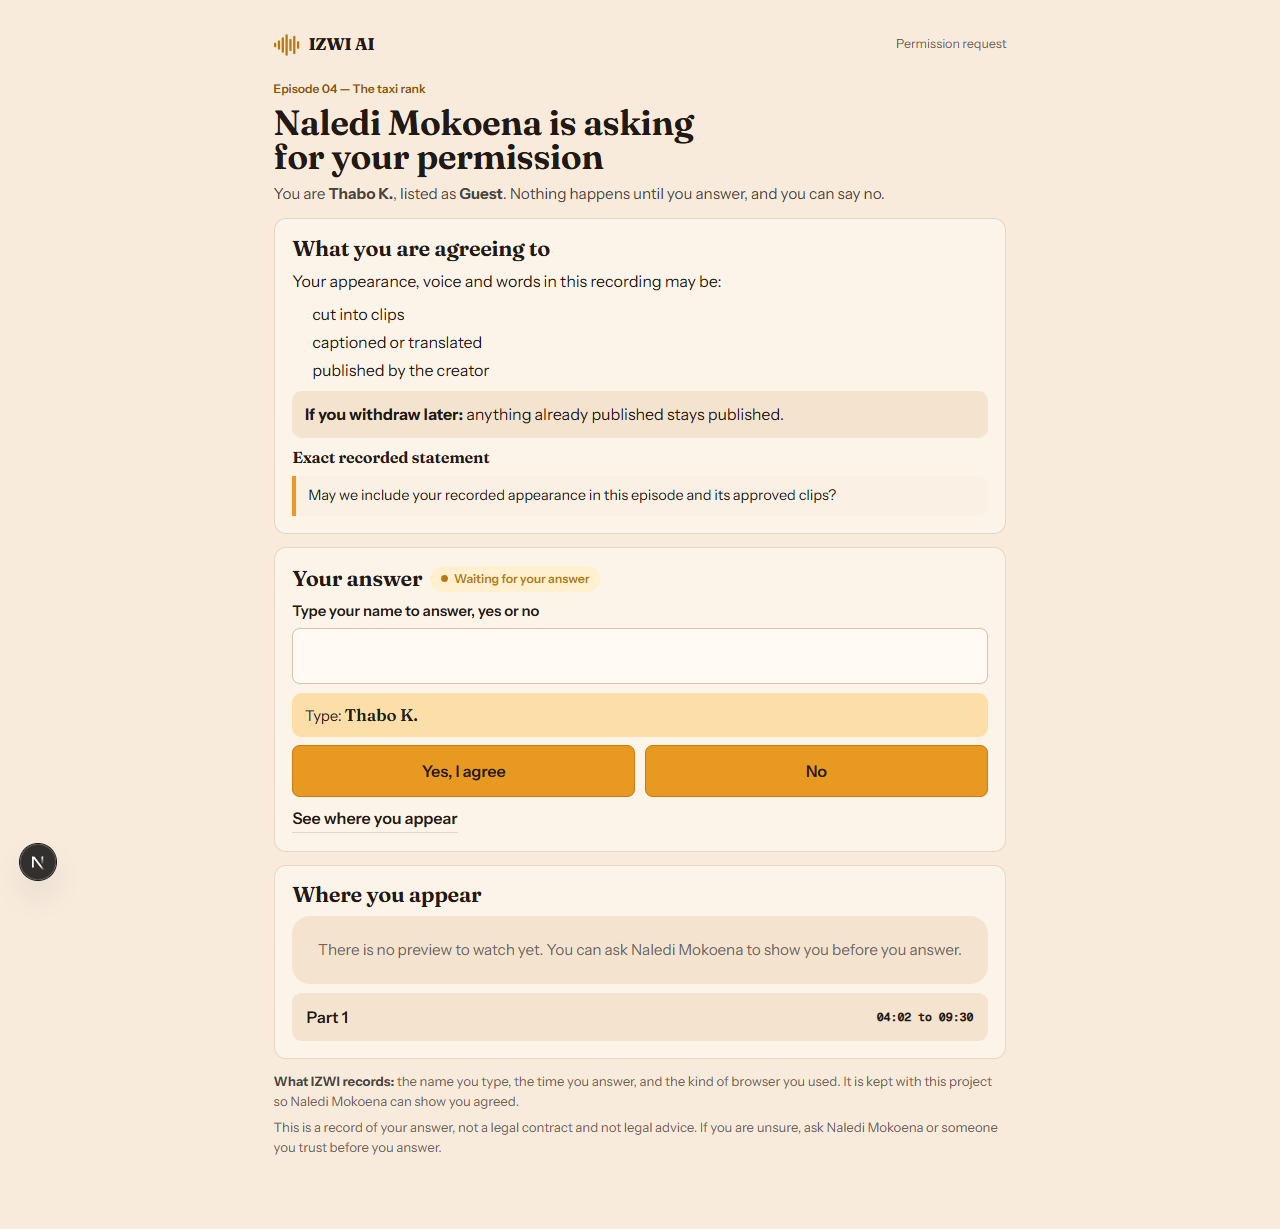 IZWI AI
Permission request
Episode 04 — The taxi rank
Naledi Mokoena is asking
for your permission
You are Thabo K., listed as Guest. Nothing happens until you answer, and you can say no.
What you are agreeing to
Your appearance, voice and words in this recording may be:
cut into clips
captioned or translated
published by the creator
If you withdraw later: anything already published stays published.
Exact recorded statement
May we include your recorded appearance in this episode and its approved clips?
Your answer
Waiting for your answer
Type your name to answer, yes or no
Type: Thabo K.
Yes, I agree
No
See where you appear
N
Where you appear
There is no preview to watch yet. You can ask Naledi Mokoena to show you before you answer.
Part 1
04:02 to 09:30
What IZWI records: the name you type, the time you answer, and the kind of browser you used. It is kept with this project
so Naledi Mokoena can show you agreed.
This is a record of your answer, not a legal contract and not legal advice. If you are unsure, ask Naledi Mokoena or someone
you trust before you answer.